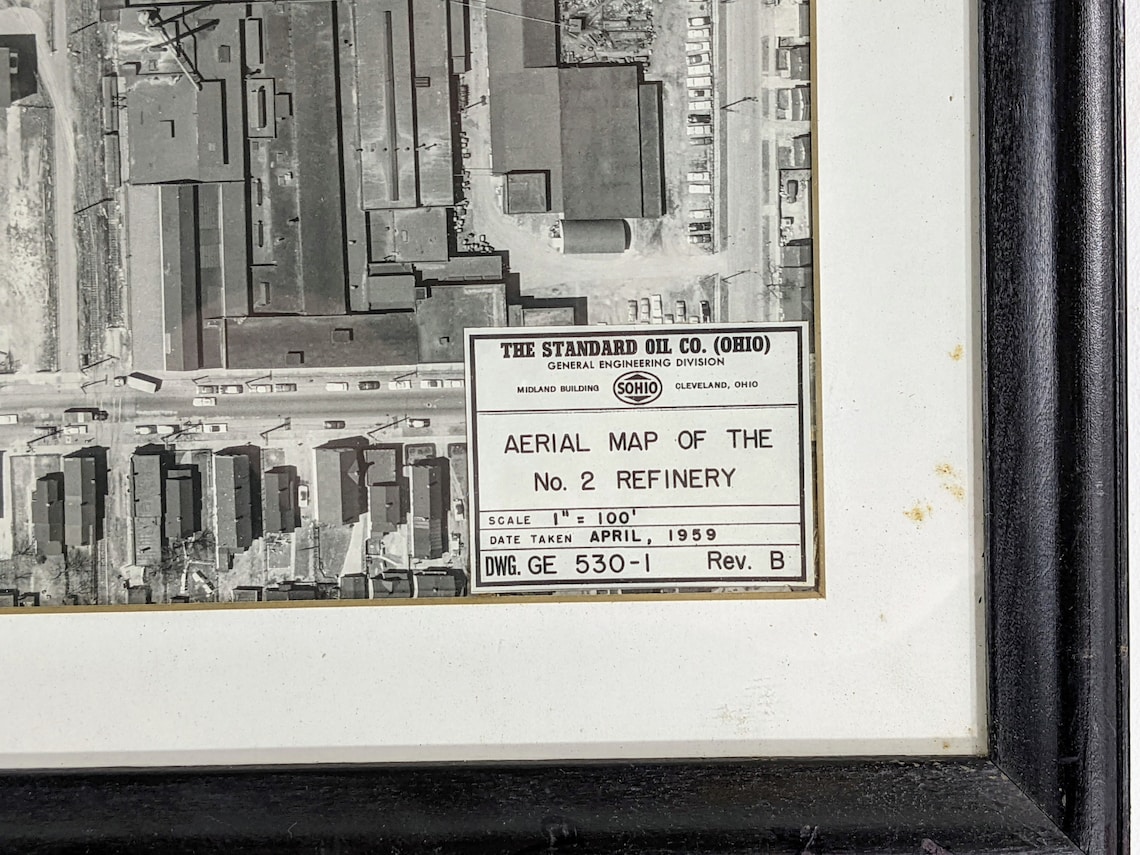 THE STANDARD OIL CO. (OHIO)
GENERAL ENGINEERING DIVISION
MIDLAND BUILDING SOHIO CLEVELAND, OHIO
AERIAL MAP OF THE
No. 2 REFINERY
SCALE 1" = 100'
DATE TAKEN APRIL, 1959
DWG. GE 530-1 Rev. B